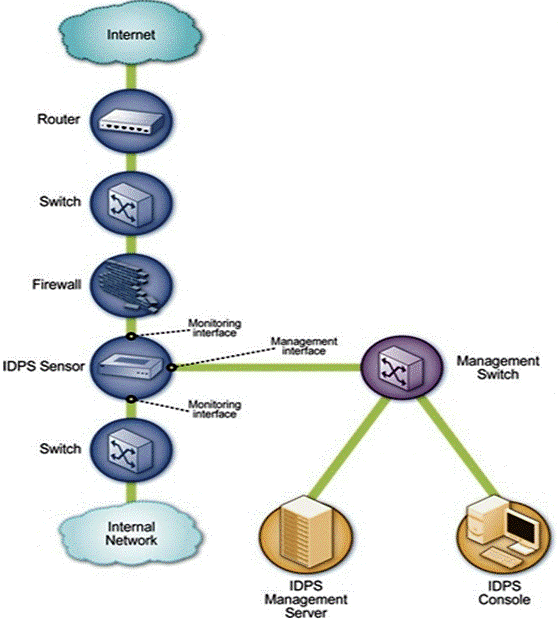 Internet
Router
Switch
Firewall
Monitoring
interface
Management
interface
IDPS Sensor
Management
Switch
Monitoring
interface
Switch
Internal
Network
IDPS
Management
Server
IDPS
Console